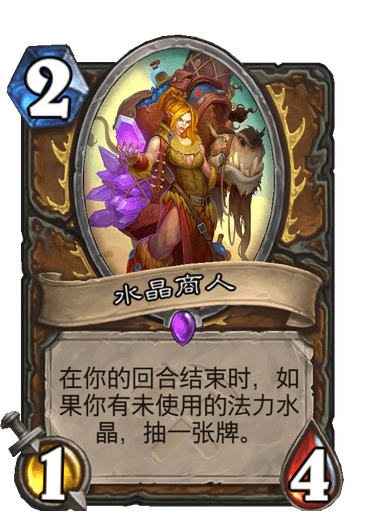 2
水晶商人
在你的回合结束时，如
果你有未使用的法力水
晶，抽一张牌。
1
4